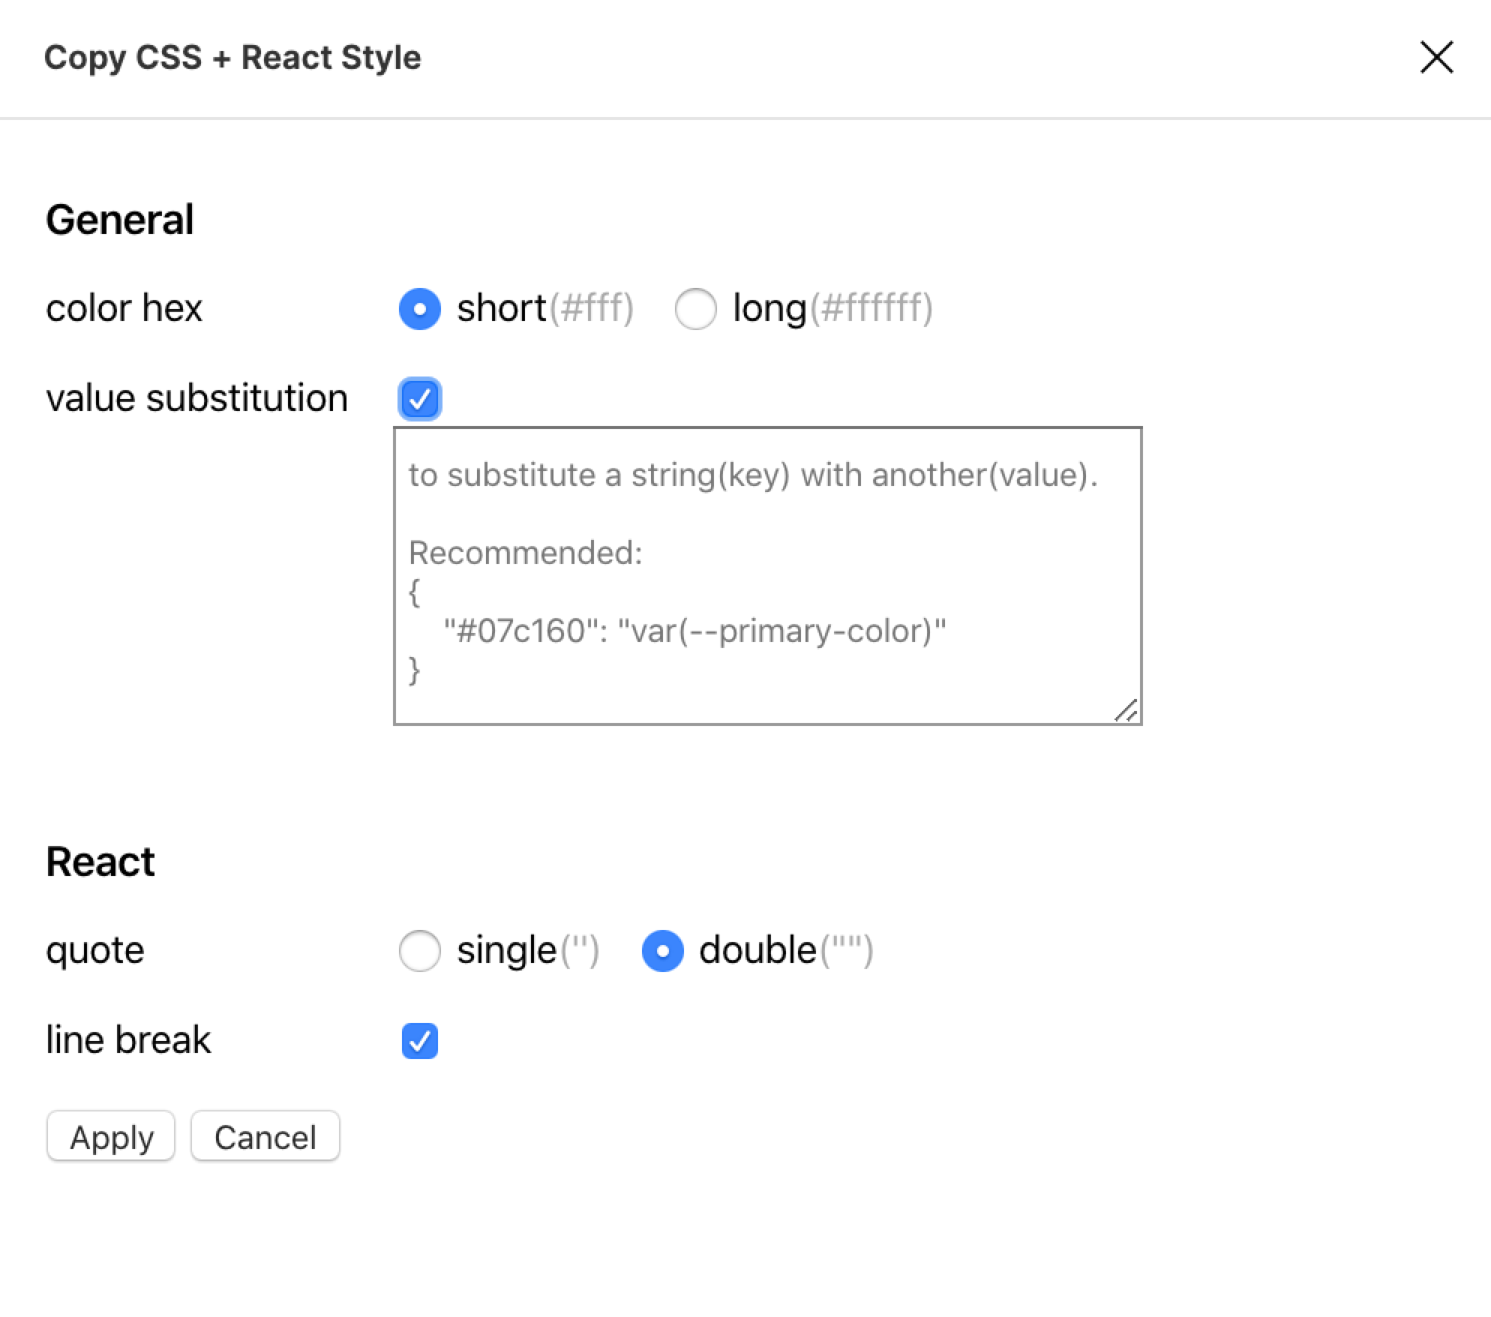 Copy CSS + React Style
General
color hex short(#fff) long(#ffffff)
value substitution
to substitute a string(key) with another(value).
Recommended:
{
"#07c160": "var(--primary-color)"
}
React
quote single('') double("")
line break
Apply Cancel